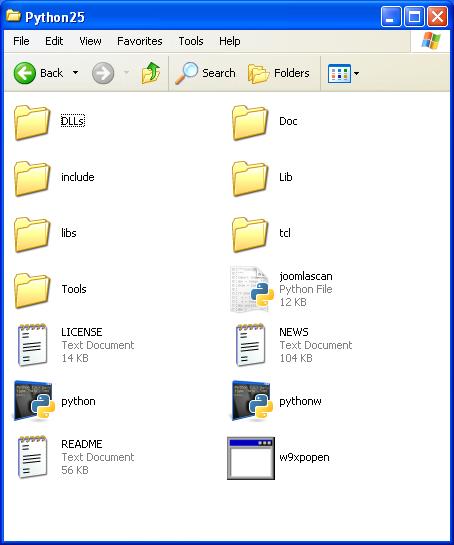 Python25
File Edit View Favorites Tools Help
Back Search Folders
DLLs Doc
include Lib
libs tcl
Tools joomlascan
Python File
12 KB
LICENSE NEWS
Text Document Text Document
14 KB 104 KB
python pythonw
README w9xpopen
Text Document
56 KB